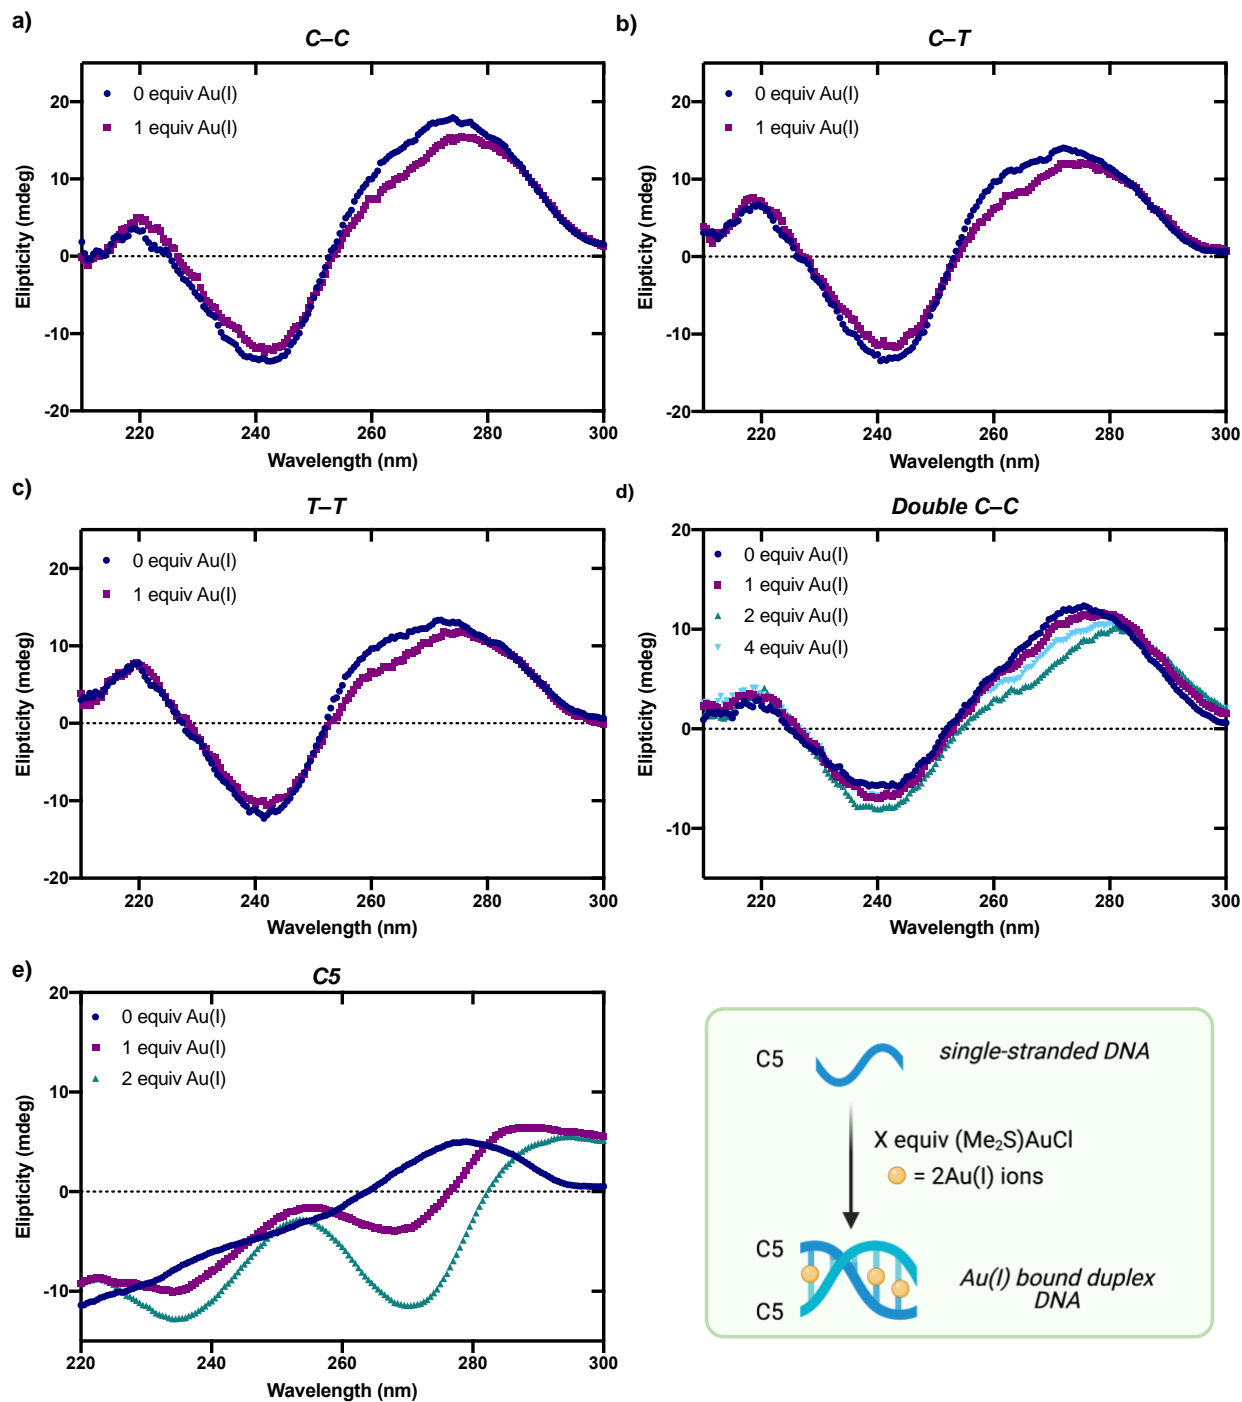 a)
C–C
0 equiv Au(I)
1 equiv Au(I)
20
10
0
-10
-20
220
240
260
280
300
Elipticity (mdeg)
Wavelength (nm)
b)
C–T
0 equiv Au(I)
1 equiv Au(I)
20
10
0
-10
-20
220
240
260
280
300
Elipticity (mdeg)
Wavelength (nm)
c)
T–T
0 equiv Au(I)
1 equiv Au(I)
20
10
0
-10
-20
220
240
260
280
300
Elipticity (mdeg)
Wavelength (nm)
d)
Double C–C
0 equiv Au(I)
1 equiv Au(I)
2 equiv Au(I)
4 equiv Au(I)
20
10
0
-10
220
240
260
280
300
Elipticity (mdeg)
Wavelength (nm)
e)
C5
0 equiv Au(I)
1 equiv Au(I)
2 equiv Au(I)
20
10
0
-10
220
240
260
280
300
Elipticity (mdeg)
Wavelength (nm)
C5
single-stranded DNA
X equiv (Me₂S)AuCl
= 2Au(I) ions
C5
C5
Au(I) bound duplex
DNA